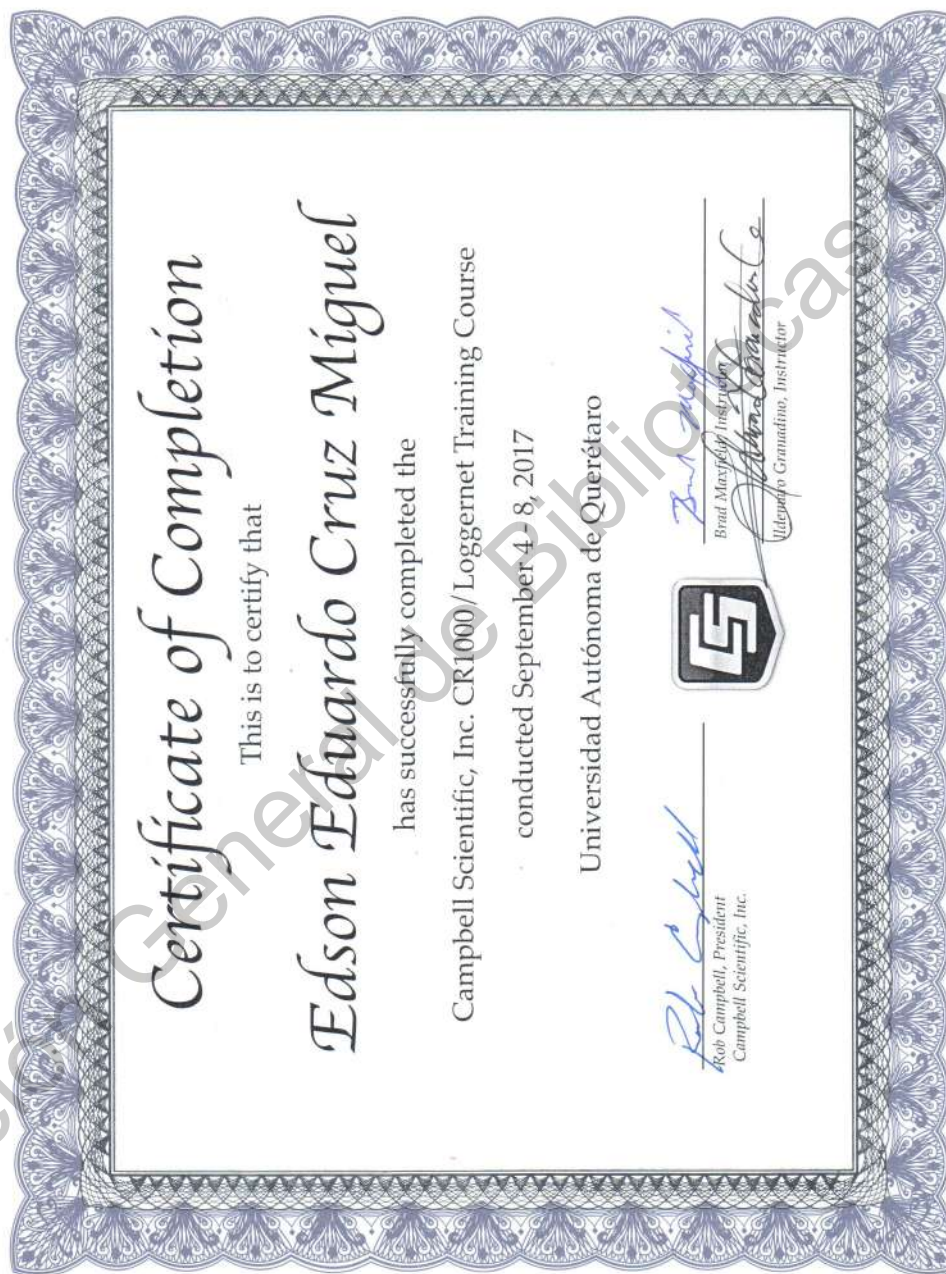 Certificate of Completion
This is to certify that
Edson Eduardo Cruz Miguel
has successfully completed the
Campbell Scientific, Inc. CR1000/Loggernet Training Course
conducted September 4 - 8, 2017
Universidad Autónoma de Querétaro
Rob Campbell, President
Campbell Scientific, Inc.
Brad Maxfield, Instructor
Ildemaro Granadino, Instructor
General de Bibliotecas